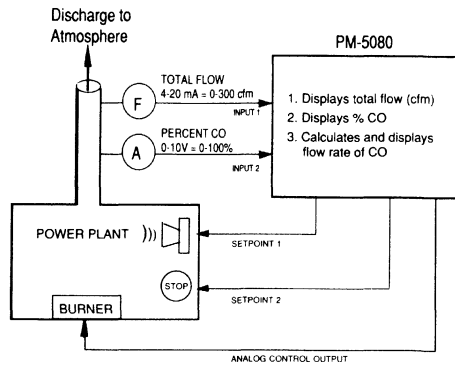 Discharge to
Atmosphere
PM-5080
F
TOTAL FLOW
4-20 mA = 0-300 cfm
INPUT 1
A
PERCENT CO
0-10V = 0-100%
INPUT 2
1. Displays total flow (cfm)
2. Displays % CO
3. Calculates and displays
flow rate of CO
POWER PLANT
SETPOINT 1
STOP
SETPOINT 2
BURNER
ANALOG CONTROL OUTPUT